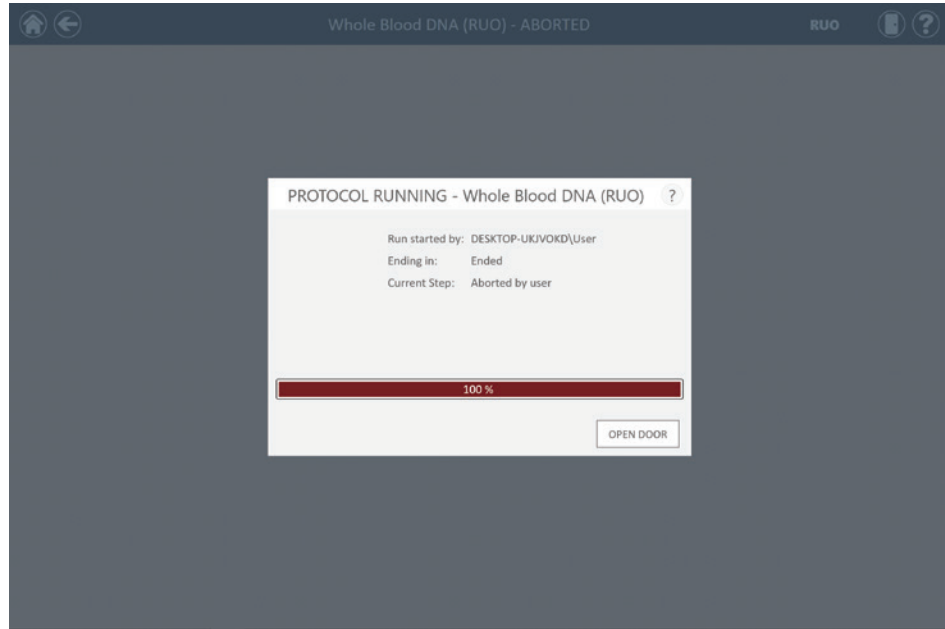 Whole Blood DNA (RUO) - ABORTED
RUO
?
PROTOCOL RUNNING - Whole Blood DNA (RUO) ?
Run started by: DESKTOP-UKJVOKD\User
Ending in: Ended
Current Step: Aborted by user
100 %
OPEN DOOR